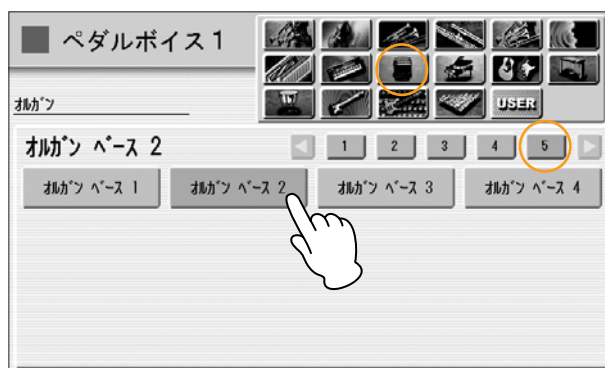 ペダルボイス1
オルガン
USER
オルガン ベース 2
1 2 3 4 5
オルガン ベース 1 オルガン ベース 2 オルガン ベース 3 オルガン ベース 4